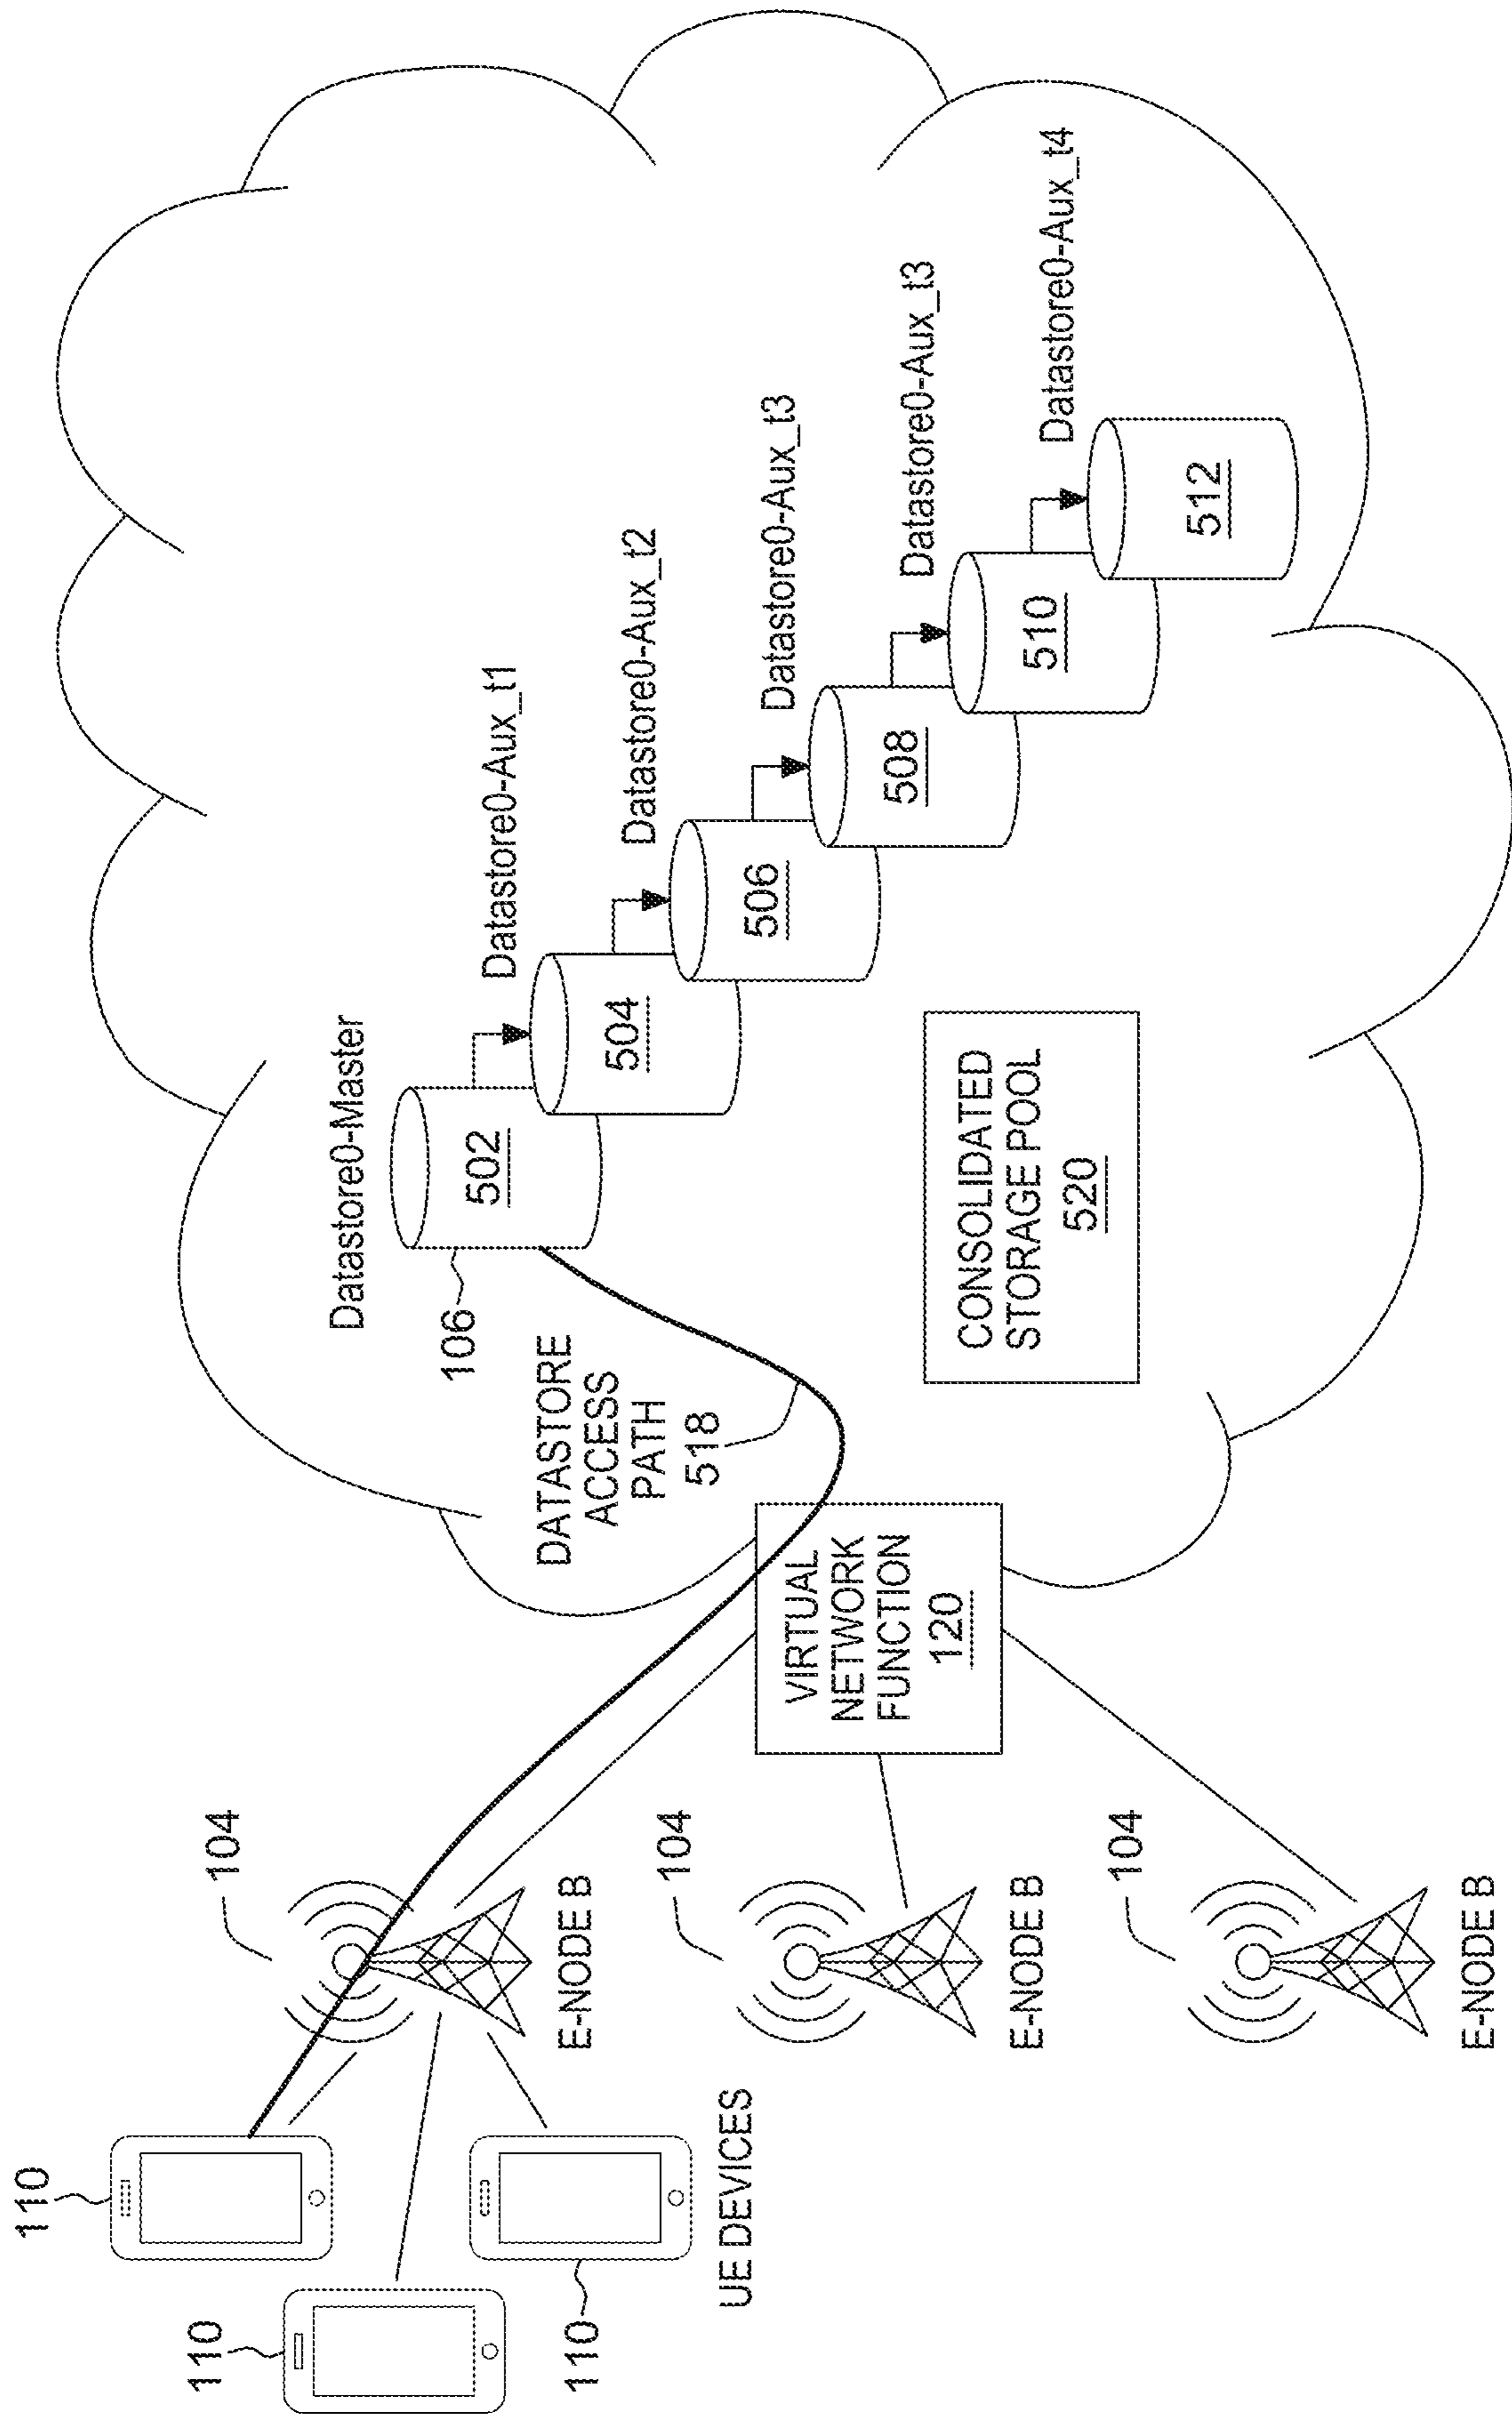 110
110
110
UE DEVICES
104
E-NODE B
104
E-NODE B
104
E-NODE B
VIRTUAL
NETWORK
FUNCTION
120
DATASTORE
ACCESS
PATH
518
106
Datastore0-Master
502
Datastore0-Aux_t1
504
Datastore0-Aux_t2
506
Datastore0-Aux_t3
508
Datastore0-Aux_t3
510
Datastore0-Aux_t4
512
CONSOLIDATED
STORAGE POOL
520